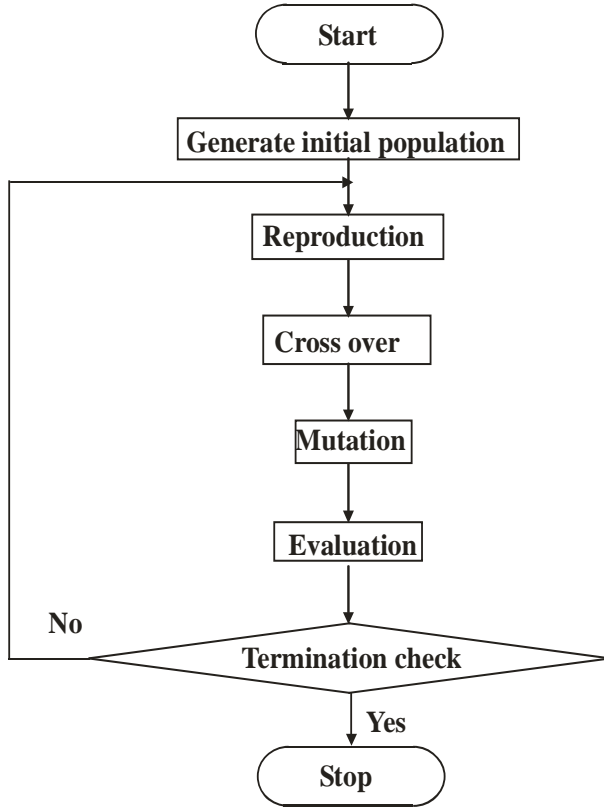 Start
Generate initial population
Reproduction
Cross over
Mutation
Evaluation
No
Termination check
Yes
Stop